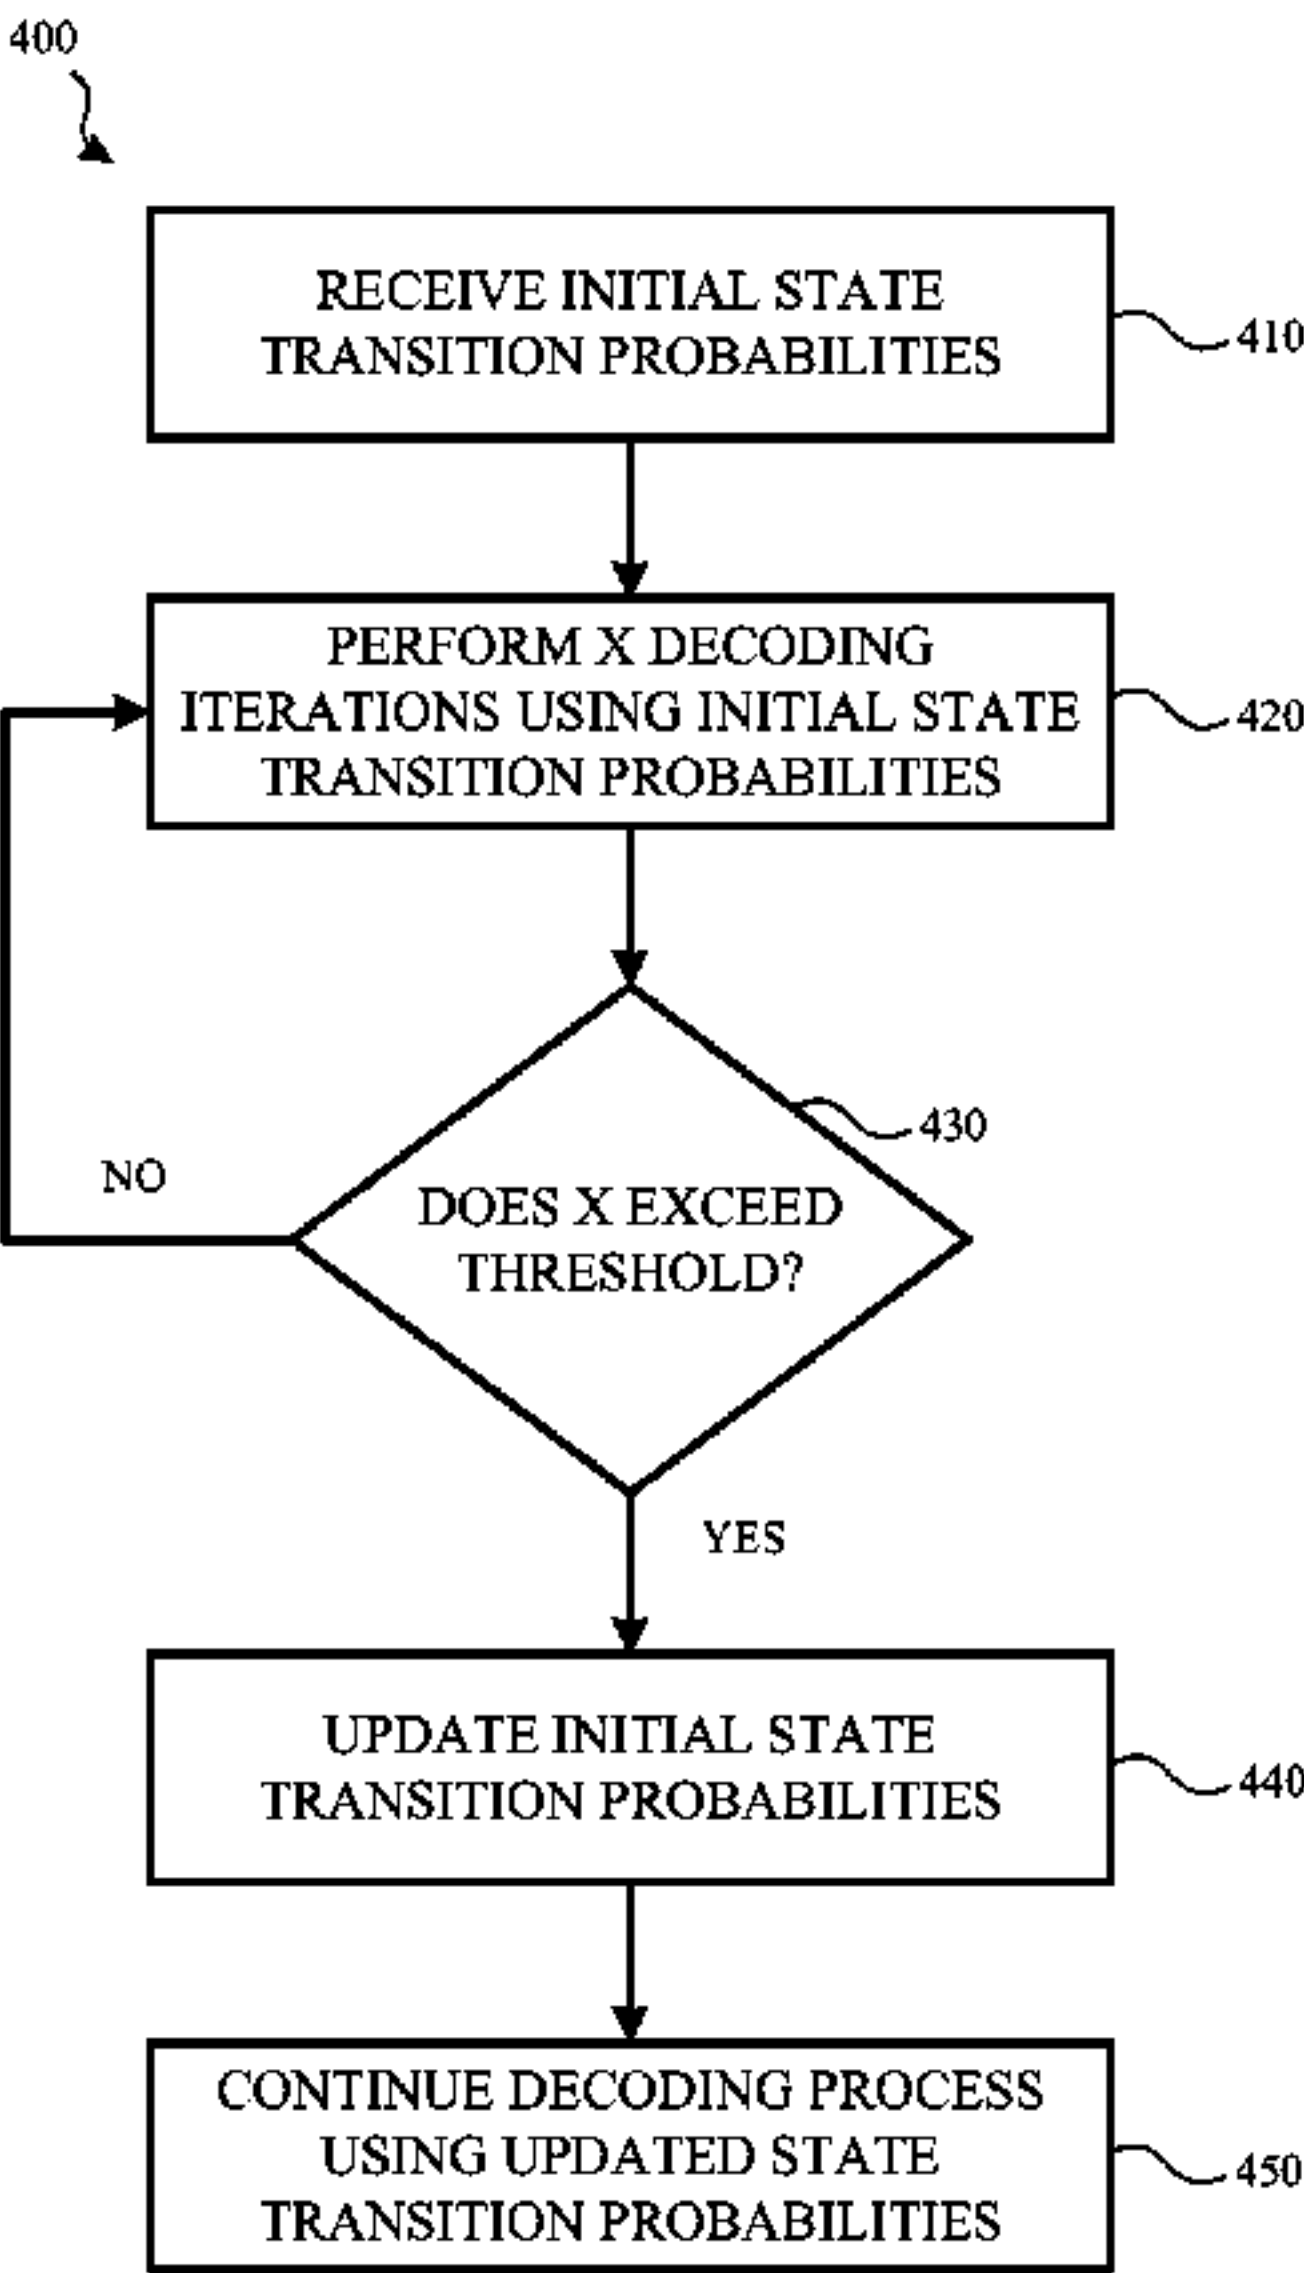 400
RECEIVE INITIAL STATE
TRANSITION PROBABILITIES
410
PERFORM X DECODING
ITERATIONS USING INITIAL STATE
TRANSITION PROBABILITIES
420
430
NO
DOES X EXCEED
THRESHOLD?
YES
UPDATE INITIAL STATE
TRANSITION PROBABILITIES
440
CONTINUE DECODING PROCESS
USING UPDATED STATE
TRANSITION PROBABILITIES
450